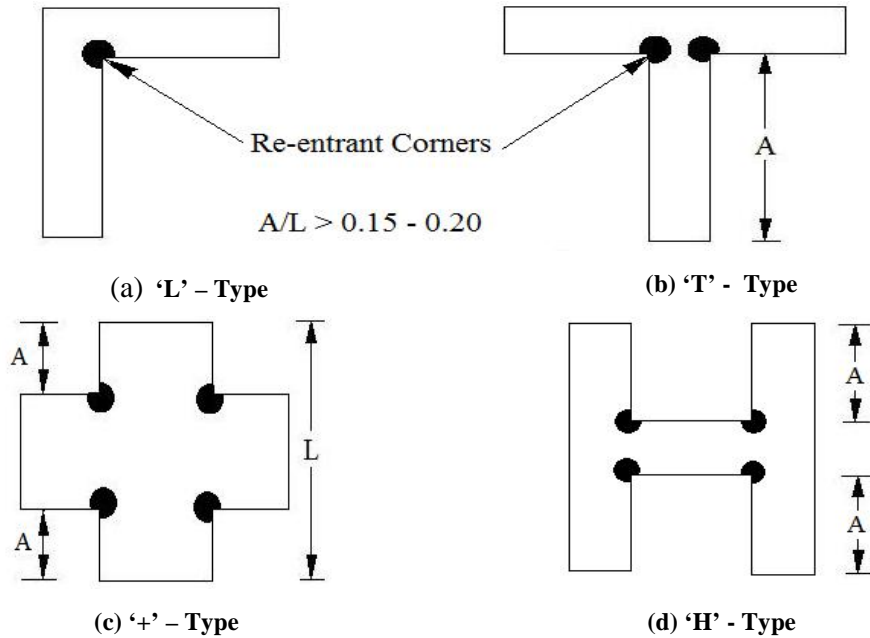 Re-entrant Corners
A
A/L > 0.15 - 0.20
(a) ‘L’ – Type
(b) ‘T’ - Type
A
L
A
A
A
(c) ‘+’ – Type
(d) ‘H’ - Type